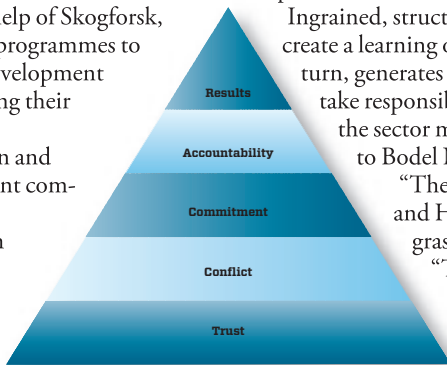 elp of Skogforsk,
programmes to
velopment
ng their
n and
nt com-
n
Results
Accountability
Commitment
Conflict
Trust
Ingrained, struct
create a learning o
turn, generates
take responsib
the sector m
to Bodel
“The
and H
gras
“T